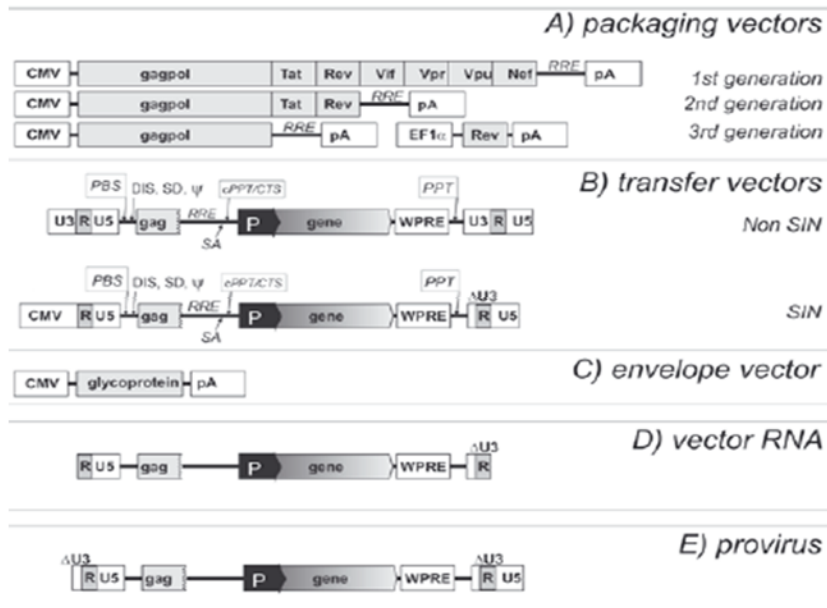 A) packaging vectors
CMV gagpol Tat Rev Vif Vpr Vpu Nef RRE pA 1st generation
CMV gagpol Tat Rev RRE pA 2nd generation
CMV gagpol RRE pA EF1α Rev pA 3rd generation
B) transfer vectors
PBS DIS, SD, ψ cPPT/CTS PPT
U3 R U5 gag RRE SA P gene WPRE U3 R U5 Non SIN
PBS DIS, SD, ψ cPPT/CTS PPT ΔU3
CMV R U5 gag RRE SA P gene WPRE R U5 SIN
C) envelope vector
CMV glycoprotein pA
D) vector RNA
ΔU3
R U5 gag P gene WPRE R
E) provirus
ΔU3 ΔU3
R U5 gag P gene WPRE R U5